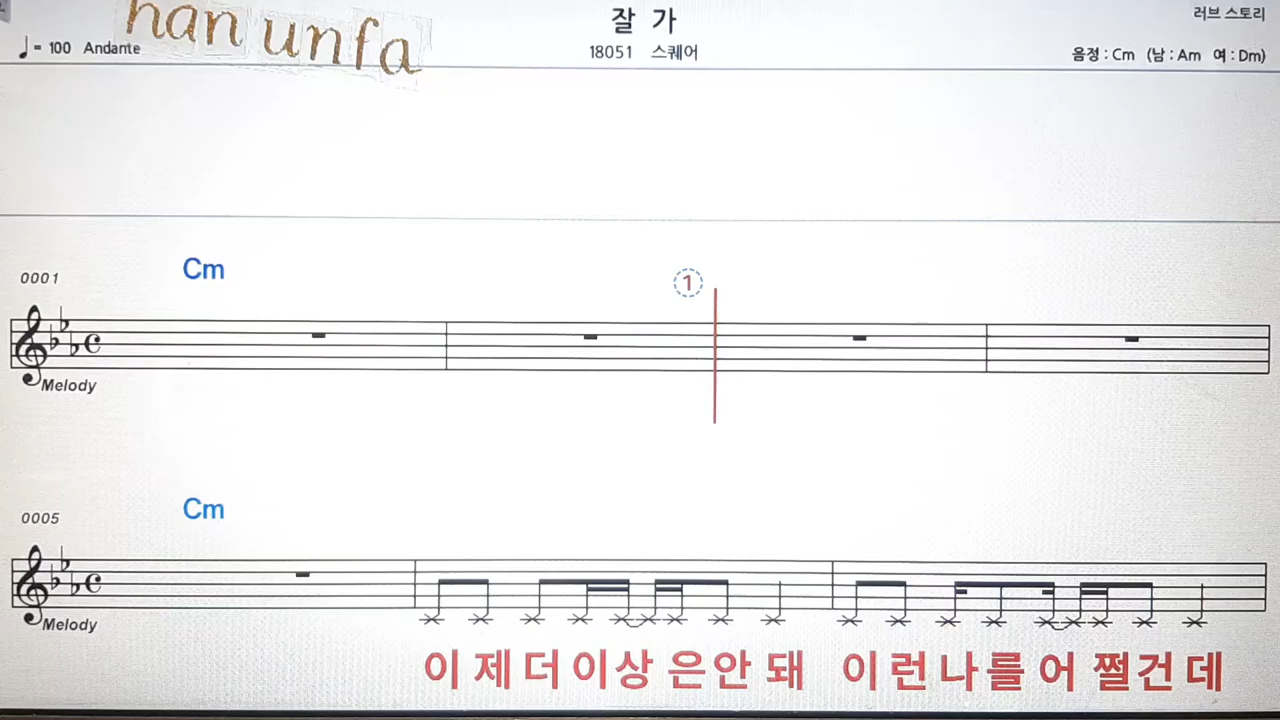 han unfa
잘 가
러브 스토리
♩= 100 Andante
18051 스퀘어
음정 : Cm (남 : Am 여 : Dm)
Cm
①
0001
Melody
Cm
0005
Melody
이 제 더 이 상 은 안 돼 이 런 나 를 어 쩔 건 데